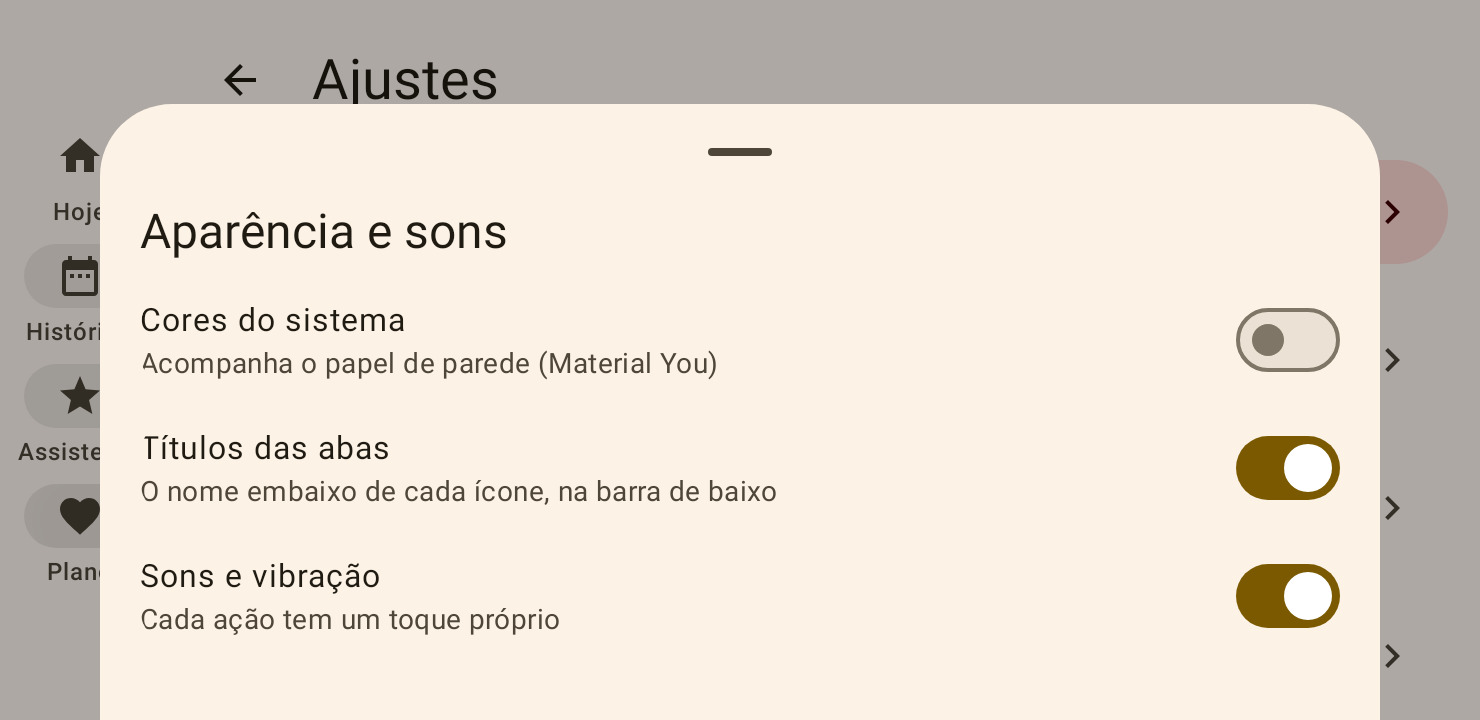 Ajustes
Hoje
Aparência e sons
Cores do sistema
Acompanha o papel de parede (Material You)
Títulos das abas
O nome embaixo de cada ícone, na barra de baixo
Sons e vibração
Cada ação tem um toque próprio